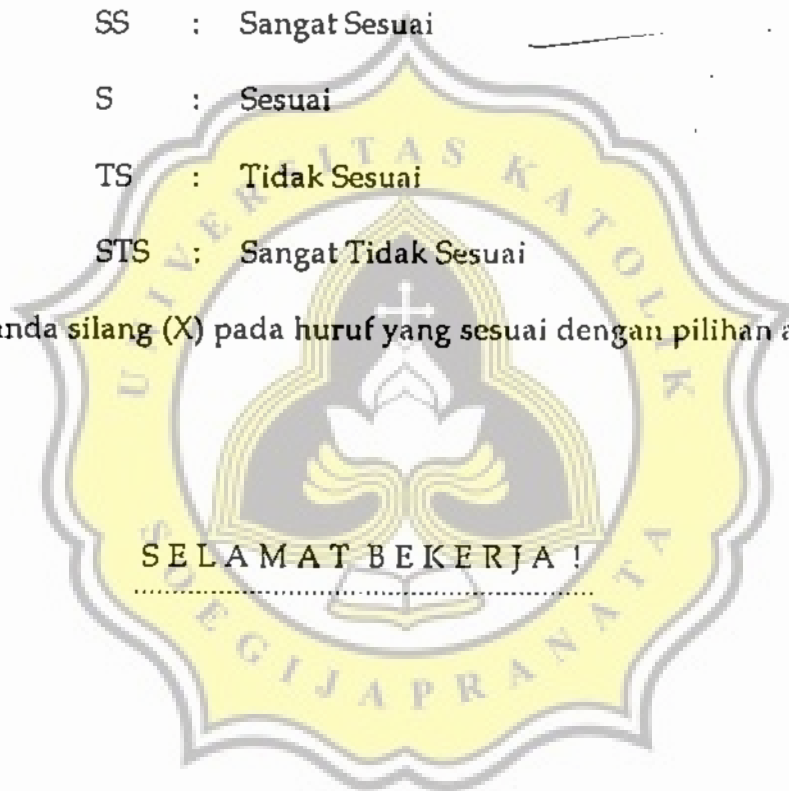 SS : Sangat Sesuai
S : Sesuai
TS : Tidak Sesuai
STS : Sangat Tidak Sesuai
nda silang (X) pada huruf yang sesuai dengan pilihan a
SELAMAT BEKERJA !
UNIVERSITAS KATOLIK
SOEGIJAPRANATA